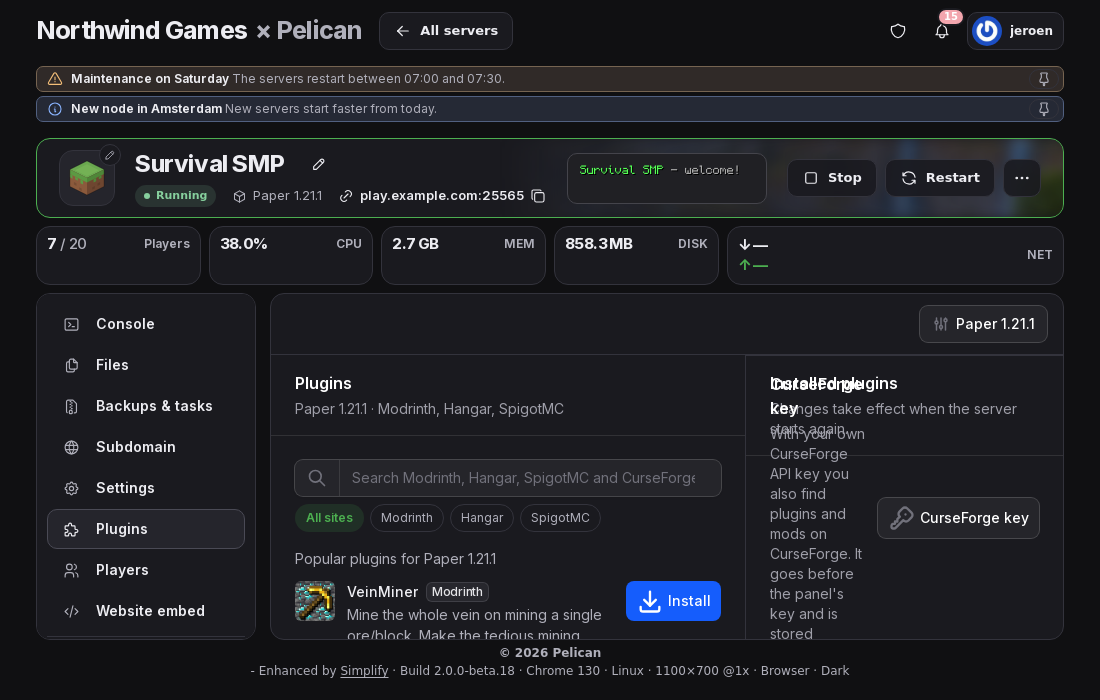 Northwind Games × Pelican
All servers
15
jeroen
Maintenance on Saturday The servers restart between 07:00 and 07:30.
New node in Amsterdam New servers start faster from today.
Survival SMP
Running
Paper 1.21.1
play.example.com:25565
Survival SMP — welcome!
Stop
Restart
7 / 20
Players
38.0%
CPU
2.7 GB
MEM
858.3 MB
DISK
↓—
↑—
NET
Console
Files
Backups & tasks
Subdomain
Settings
Plugins
Players
Website embed
Paper 1.21.1
Plugins
Paper 1.21.1 · Modrinth, Hangar, SpigotMC
Search Modrinth, Hangar, SpigotMC and CurseForge
All sites
Modrinth
Hangar
SpigotMC
Popular plugins for Paper 1.21.1
VeinMiner
Modrinth
Mine the whole vein on mining a single
ore/block. Make the tedious mining
Install
Installed plugins
Changes take effect when the server
starts again.
CurseForge
key
With your own
CurseForge
API key you
also find
plugins and
mods on
CurseForge. It
goes before
the panel's
key and is
stored
CurseForge key
© 2026 Pelican
- Enhanced by Simplify · Build 2.0.0-beta.18 · Chrome 130 · Linux · 1100×700 @1x · Browser · Dark